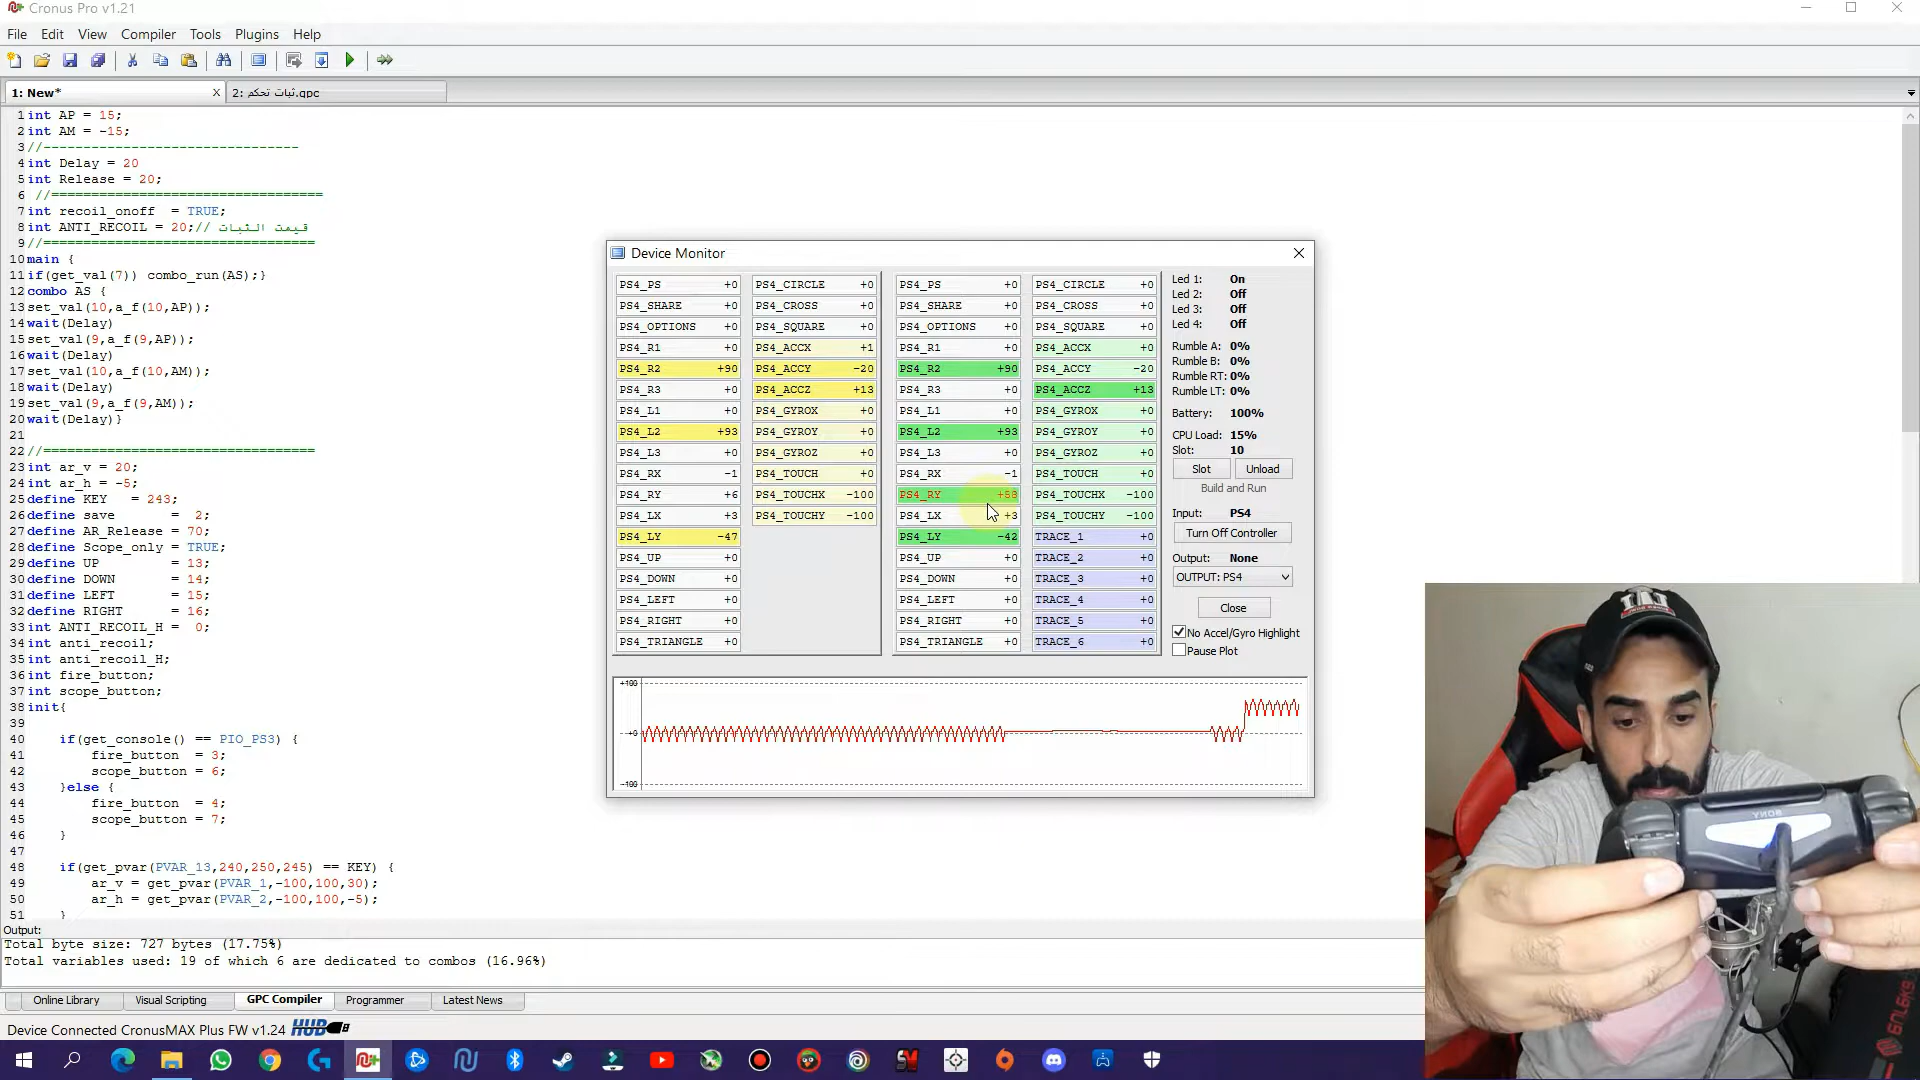 Cronus Pro v1.21
File Edit View Compiler Tools Plugins Help
1: New* x 2: ثبات تحكم.gpc
1 int AP = 15;
2 int AM = -15;
3 //-------------------------------
4 int Delay = 20
5 int Release = 20;
6 //==================================
7 int recoil_onoff = TRUE;
8 int ANTI_RECOIL = 20;// قيمت الثبات
9 //==================================
10 main {
11 if(get_val(7)) combo_run(AS);}
12 combo AS {
13 set_val(10,a_f(10,AP));
14 wait(Delay)
15 set_val(9,a_f(9,AP));
16 wait(Delay)
17 set_val(10,a_f(10,AM));
18 wait(Delay)
19 set_val(9,a_f(9,AM));
20 wait(Delay)}
21
22 //==================================
23 int ar_v = 20;
24 int ar_h = -5;
25 define KEY = 243;
26 define save = 2;
27 define AR_Release = 70;
28 define Scope_only = TRUE;
29 define UP = 13;
30 define DOWN = 14;
31 define LEFT = 15;
32 define RIGHT = 16;
33 int ANTI_RECOIL_H = 0;
34 int anti_recoil;
35 int anti_recoil_H;
36 int fire_button;
37 int scope_button;
38 init{
39
40 if(get_console() == PIO_PS3) {
41 fire_button = 3;
42 scope_button = 6;
43 }else {
44 fire_button = 4;
45 scope_button = 7;
46 }
47
48 if(get_pvar(PVAR_13,240,250,245) == KEY) {
49 ar_v = get_pvar(PVAR_1,-100,100,30);
50 ar_h = get_pvar(PVAR_2,-100,100,-5);
51 }
Device Monitor
PS4_PS +0 PS4_CIRCLE +0 PS4_PS +0 PS4_CIRCLE +0
PS4_SHARE +0 PS4_CROSS +0 PS4_SHARE +0 PS4_CROSS +0
PS4_OPTIONS +0 PS4_SQUARE +0 PS4_OPTIONS +0 PS4_SQUARE +0
PS4_R1 +0 PS4_ACCX +1 PS4_R1 +0 PS4_ACCX +0
PS4_R2 +90 PS4_ACCY -20 PS4_R2 +90 PS4_ACCY -20
PS4_R3 +0 PS4_ACCZ +13 PS4_R3 +0 PS4_ACCZ +13
PS4_L1 +0 PS4_GYROX +0 PS4_L1 +0 PS4_GYROX +0
PS4_L2 +93 PS4_GYROY +0 PS4_L2 +93 PS4_GYROY +0
PS4_L3 +0 PS4_GYROZ +0 PS4_L3 +0 PS4_GYROZ +0
PS4_RX -1 PS4_TOUCH +0 PS4_RX -1 PS4_TOUCH +0
PS4_RY +6 PS4_TOUCHX -100 PS4_RY +58 PS4_TOUCHX -100
PS4_LX +3 PS4_TOUCHY -100 PS4_LX +3 PS4_TOUCHY -100
PS4_LY -47 PS4_LY -42 TRACE_1 +0
PS4_UP +0 PS4_UP +0 TRACE_2 +0
PS4_DOWN +0 PS4_DOWN +0 TRACE_3 +0
PS4_LEFT +0 PS4_LEFT +0 TRACE_4 +0
PS4_RIGHT +0 PS4_RIGHT +0 TRACE_5 +0
PS4_TRIANGLE +0 PS4_TRIANGLE +0 TRACE_6 +0
Led 1: On
Led 2: Off
Led 3: Off
Led 4: Off
Rumble A: 0%
Rumble B: 0%
Rumble RT: 0%
Rumble LT: 0%
Battery: 100%
CPU Load: 15%
Slot: 10
Slot Unload
Build and Run
Input: PS4
Turn Off Controller
Output: None
OUTPUT: PS4
Close
No Accel/Gyro Highlight
Pause Plot
+100
+0
-100
SONY
Output:
Total byte size: 727 bytes (17.75%)
Total variables used: 19 of which 6 are dedicated to combos (16.96%)
Online Library Visual Scripting GPC Compiler Programmer Latest News
Device Connected CronusMAX Plus FW v1.24 HUB